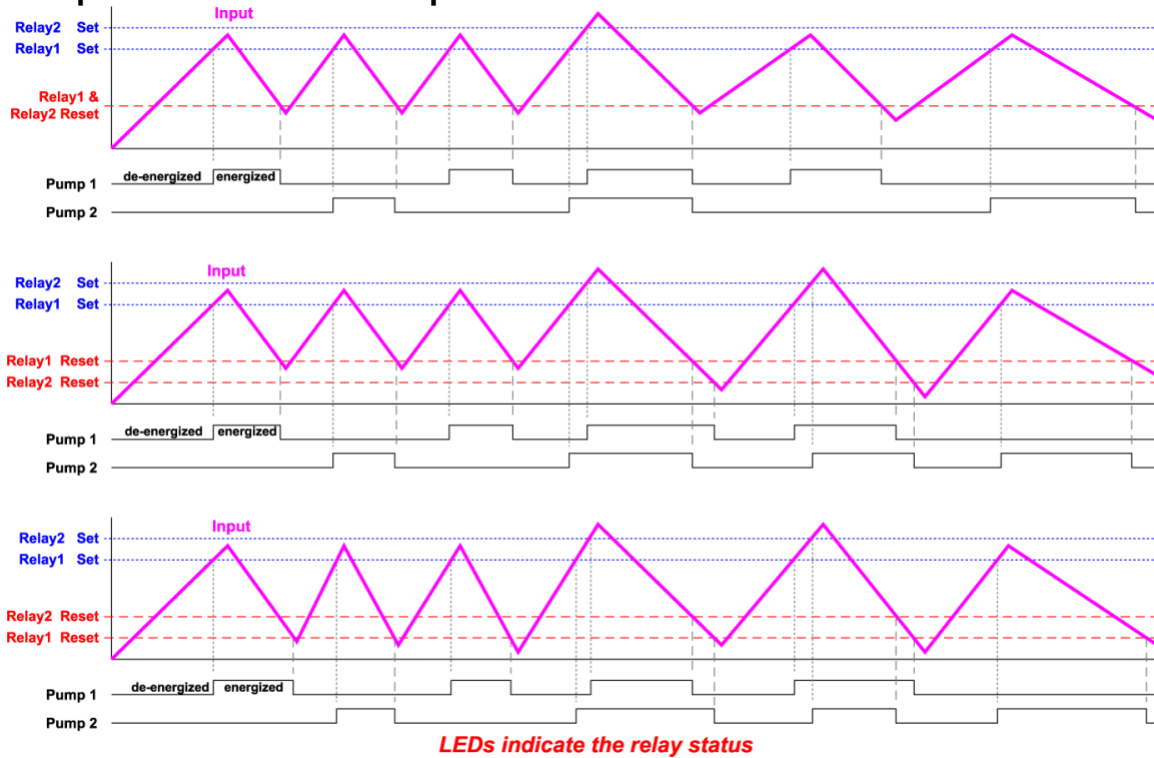 Input
Relay2 Set
Relay1 Set
Relay1 &
Relay2 Reset
de-energized energized
Pump 1
Pump 2
Input
Relay2 Set
Relay1 Set
Relay1 Reset
Relay2 Reset
de-energized energized
Pump 1
Pump 2
Input
Relay2 Set
Relay1 Set
Relay2 Reset
Relay1 Reset
de-energized energized
Pump 1
Pump 2
LEDs indicate the relay status